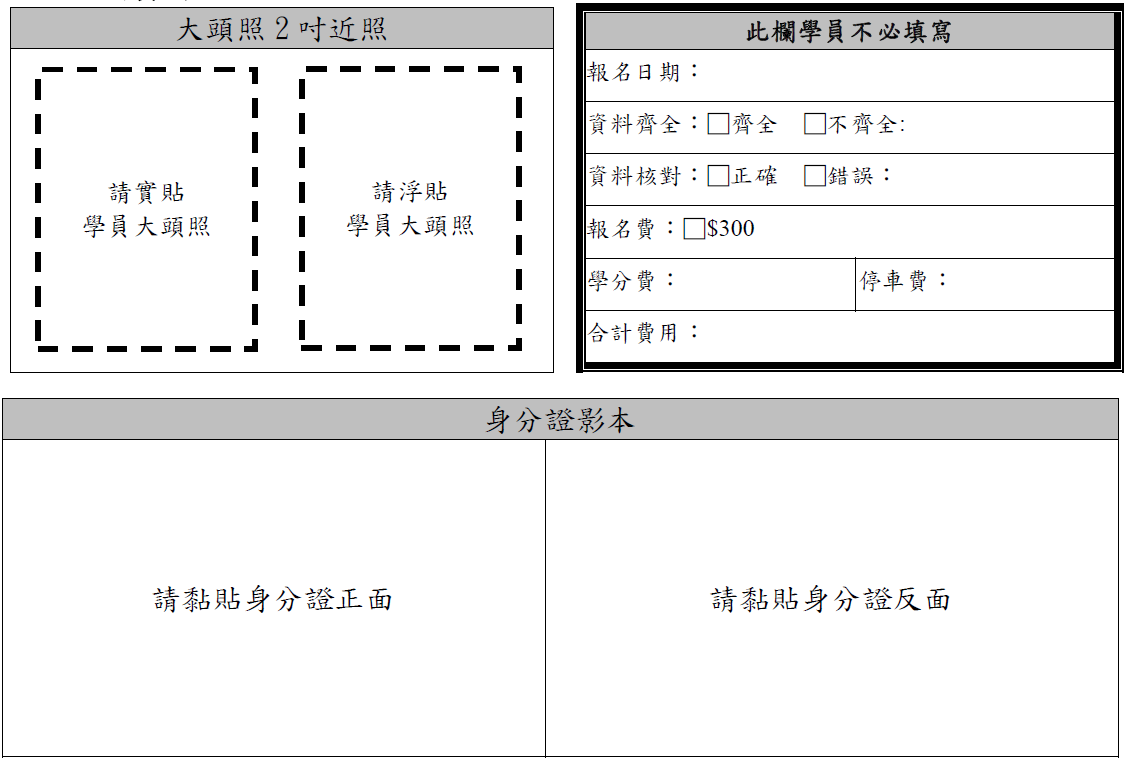 大頭照2吋近照
請實貼
學員大頭照
請浮貼
學員大頭照
此欄學員不必填寫
報名日期：
資料齊全：□齊全 □不齊全:
資料核對：□正確 □錯誤：
報名費：□$300
學分費： 停車費：
合計費用：
身分證影本
請黏貼身分證正面
請黏貼身分證反面